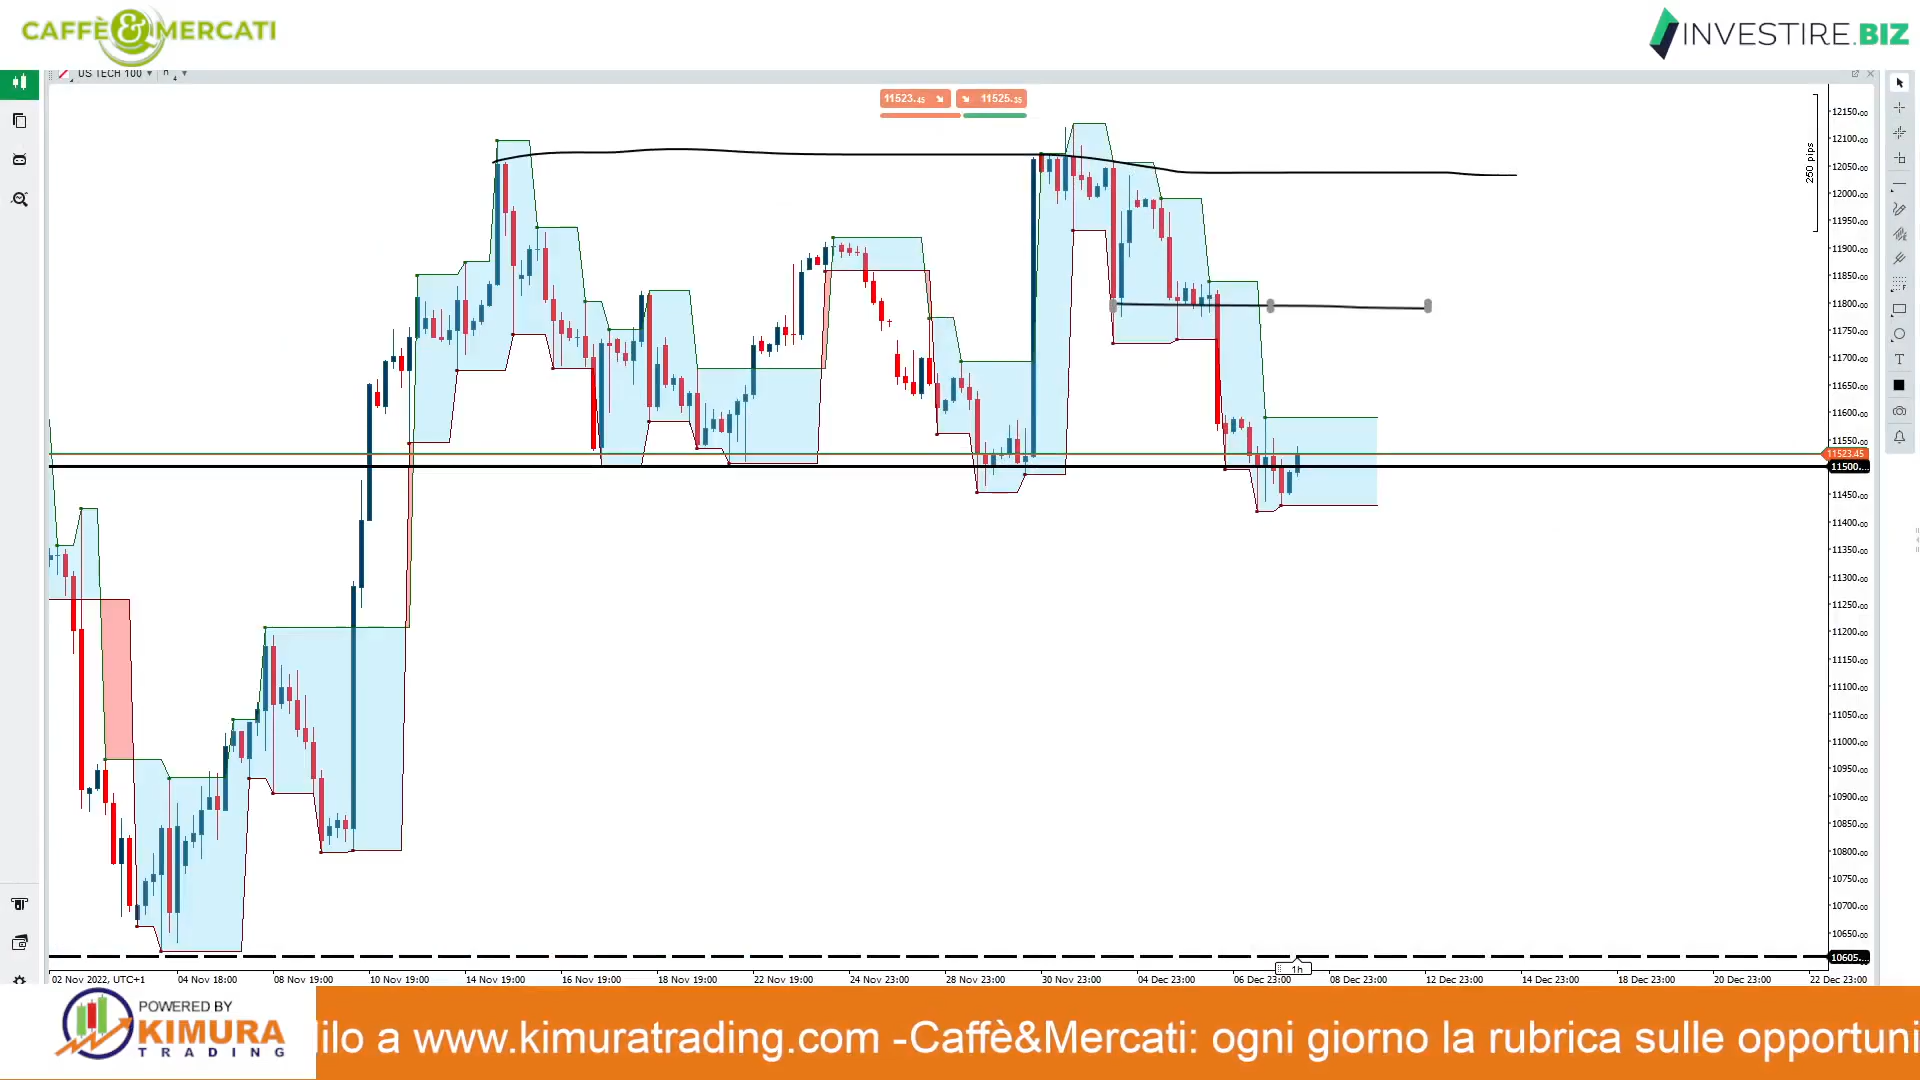 CAFFÈ&MERCATI
INVESTIRE.BIZ
US TECH 100
11523.45
11525.35
250 pips
12150.00
12100.00
12050.00
12000.00
11950.00
11900.00
11850.00
11800.00
11750.00
11700.00
11650.00
11600.00
11550.00
11523.45
11500....
11450.00
11400.00
11350.00
11300.00
11250.00
11200.00
11150.00
11100.00
11050.00
11000.00
10950.00
10900.00
10850.00
10800.00
10750.00
10700.00
10650.00
10605....
1h
02 Nov 2022, UTC+1
04 Nov 18:00
08 Nov 19:00
10 Nov 19:00
14 Nov 19:00
16 Nov 19:00
18 Nov 19:00
22 Nov 19:00
24 Nov 23:00
28 Nov 23:00
30 Nov 23:00
04 Dec 23:00
06 Dec 23:00
08 Dec 23:00
12 Dec 23:00
14 Dec 23:00
18 Dec 23:00
20 Dec 23:00
22 Dec 23:00
POWERED BY
KIMURA
TRADING
lilo a www.kimuratrading.com -Caffè&Mercati: ogni giorno la rubrica sulle opportuni